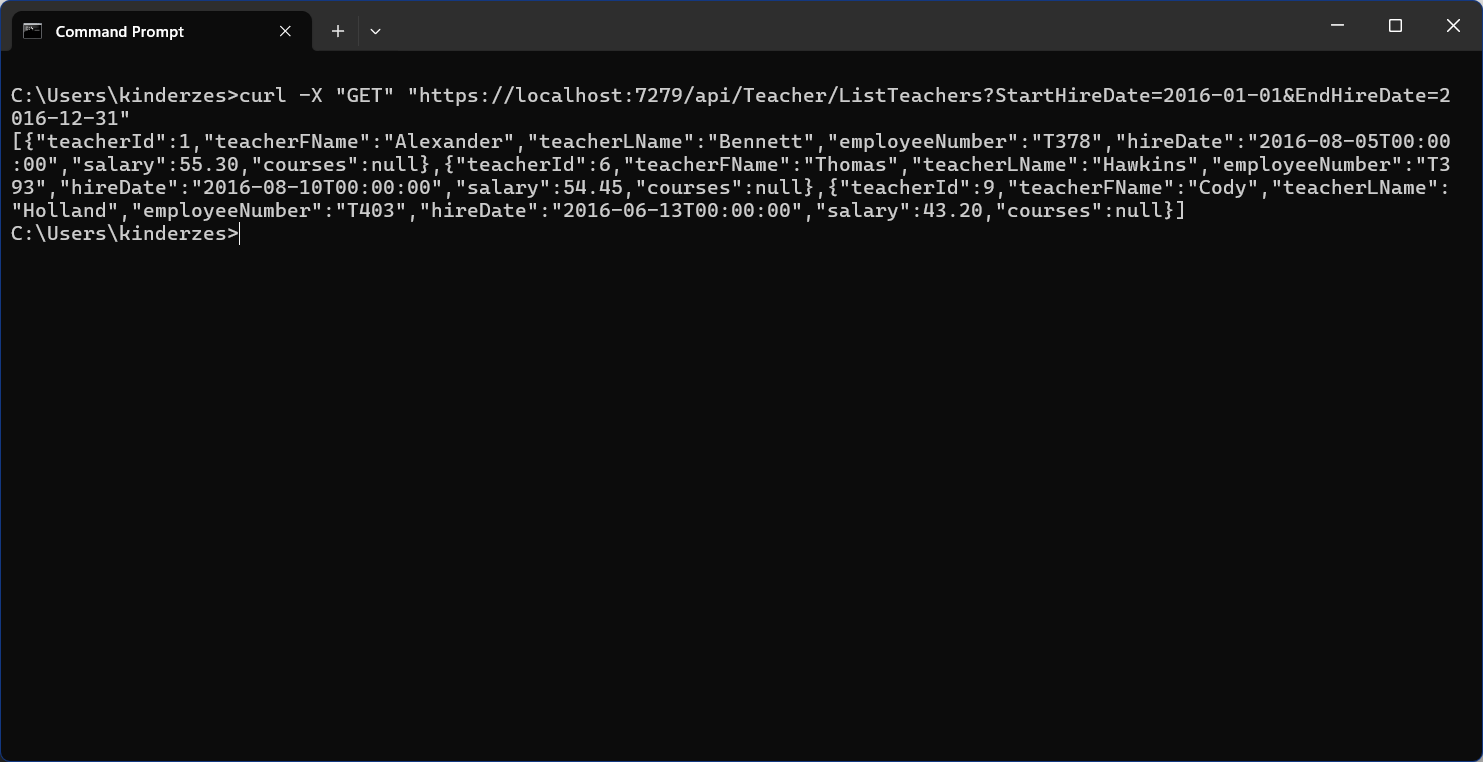 Command Prompt
C:\Users\kinderzes>curl -X "GET" "https://localhost:7279/api/Teacher/ListTeachers?StartHireDate=2016-01-01&EndHireDate=2
016-12-31"
[{"teacherId":1,"teacherFName":"Alexander","teacherLName":"Bennett","employeeNumber":"T378","hireDate":"2016-08-05T00:00
:00","salary":55.30,"courses":null},{"teacherId":6,"teacherFName":"Thomas","teacherLName":"Hawkins","employeeNumber":"T3
93","hireDate":"2016-08-10T00:00:00","salary":54.45,"courses":null},{"teacherId":9,"teacherFName":"Cody","teacherLName":
"Holland","employeeNumber":"T403","hireDate":"2016-06-13T00:00:00","salary":43.20,"courses":null}]
C:\Users\kinderzes>